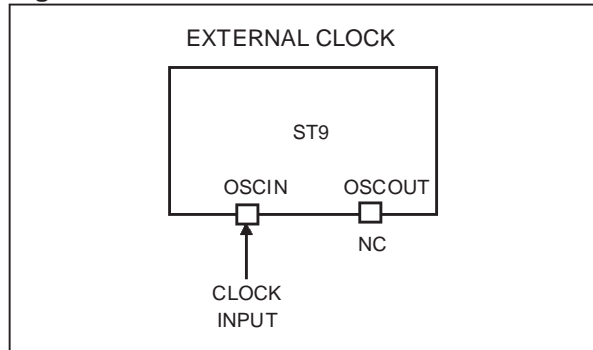 EXTERNAL CLOCK
ST9
OSCIN OSCOUT
NC
CLOCK
INPUT